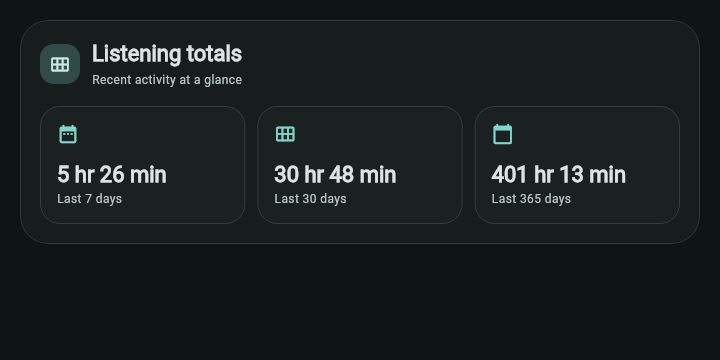 Listening totals
Recent activity at a glance
5 hr 26 min
Last 7 days
30 hr 48 min
Last 30 days
401 hr 13 min
Last 365 days